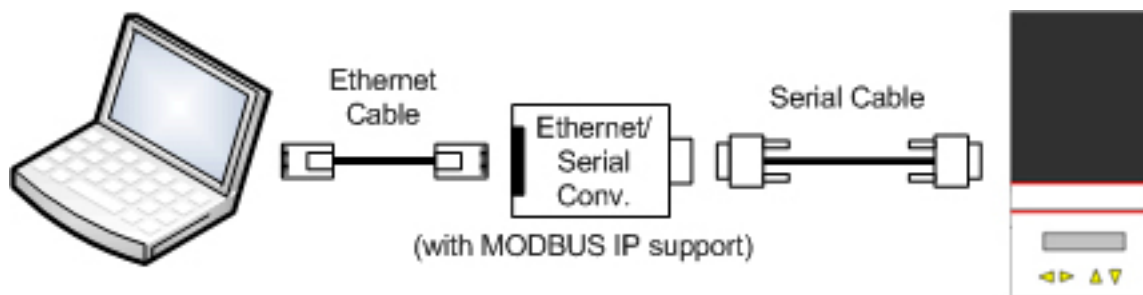 Ethernet
Cable
Ethernet/
Serial
Conv.
(with MODBUS IP support)
Serial Cable